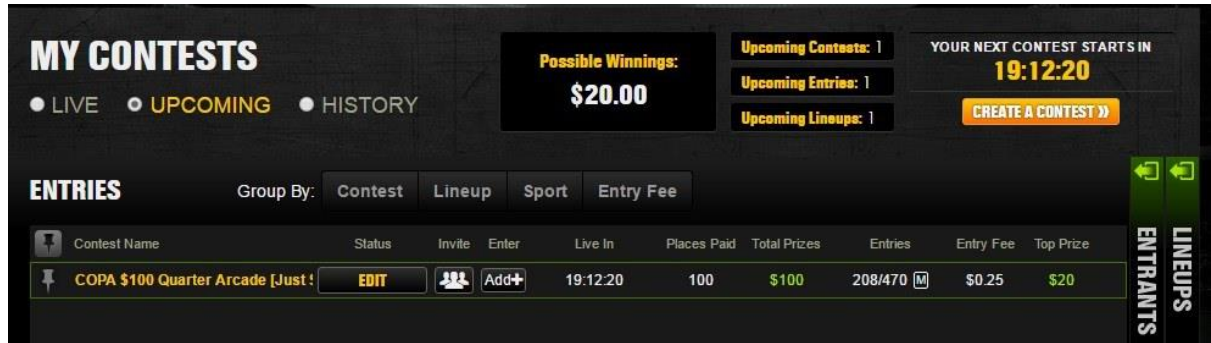 MY CONTESTS
LIVE UPCOMING HISTORY
Possible Winnings:
$20.00
Upcoming Contests: 1
Upcoming Entries: 1
Upcoming Lineups: 1
YOUR NEXT CONTEST STARTS IN
19:12:20
CREATE A CONTEST »
ENTRIES Group By: Contest Lineup Sport Entry Fee
Contest Name Status Invite Enter Live In Places Paid Total Prizes Entries Entry Fee Top Prize
COPA $100 Quarter Arcade [Just EDIT Add+ 19:12:20 100 $100 208/470 M $0.25 $20
ENTRANTS
LINEUPS